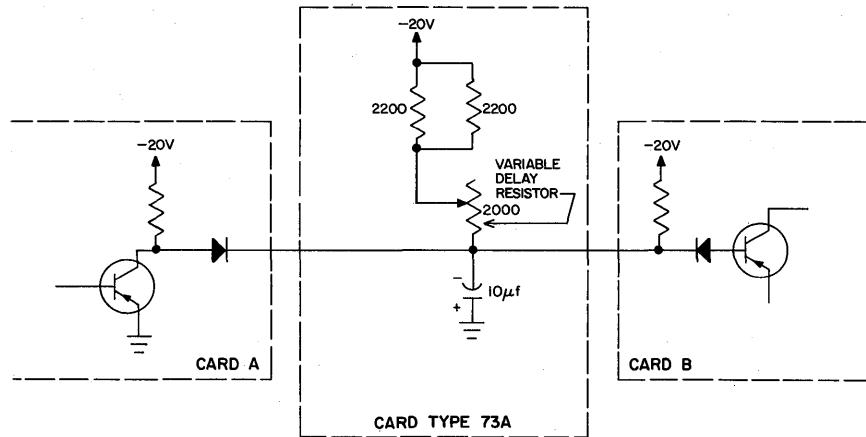 -20V
2200
2200
-20V
VARIABLE
DELAY
RESISTOR
2000
-20V
-
+
10µf
CARD A
CARD B
CARD TYPE 73A